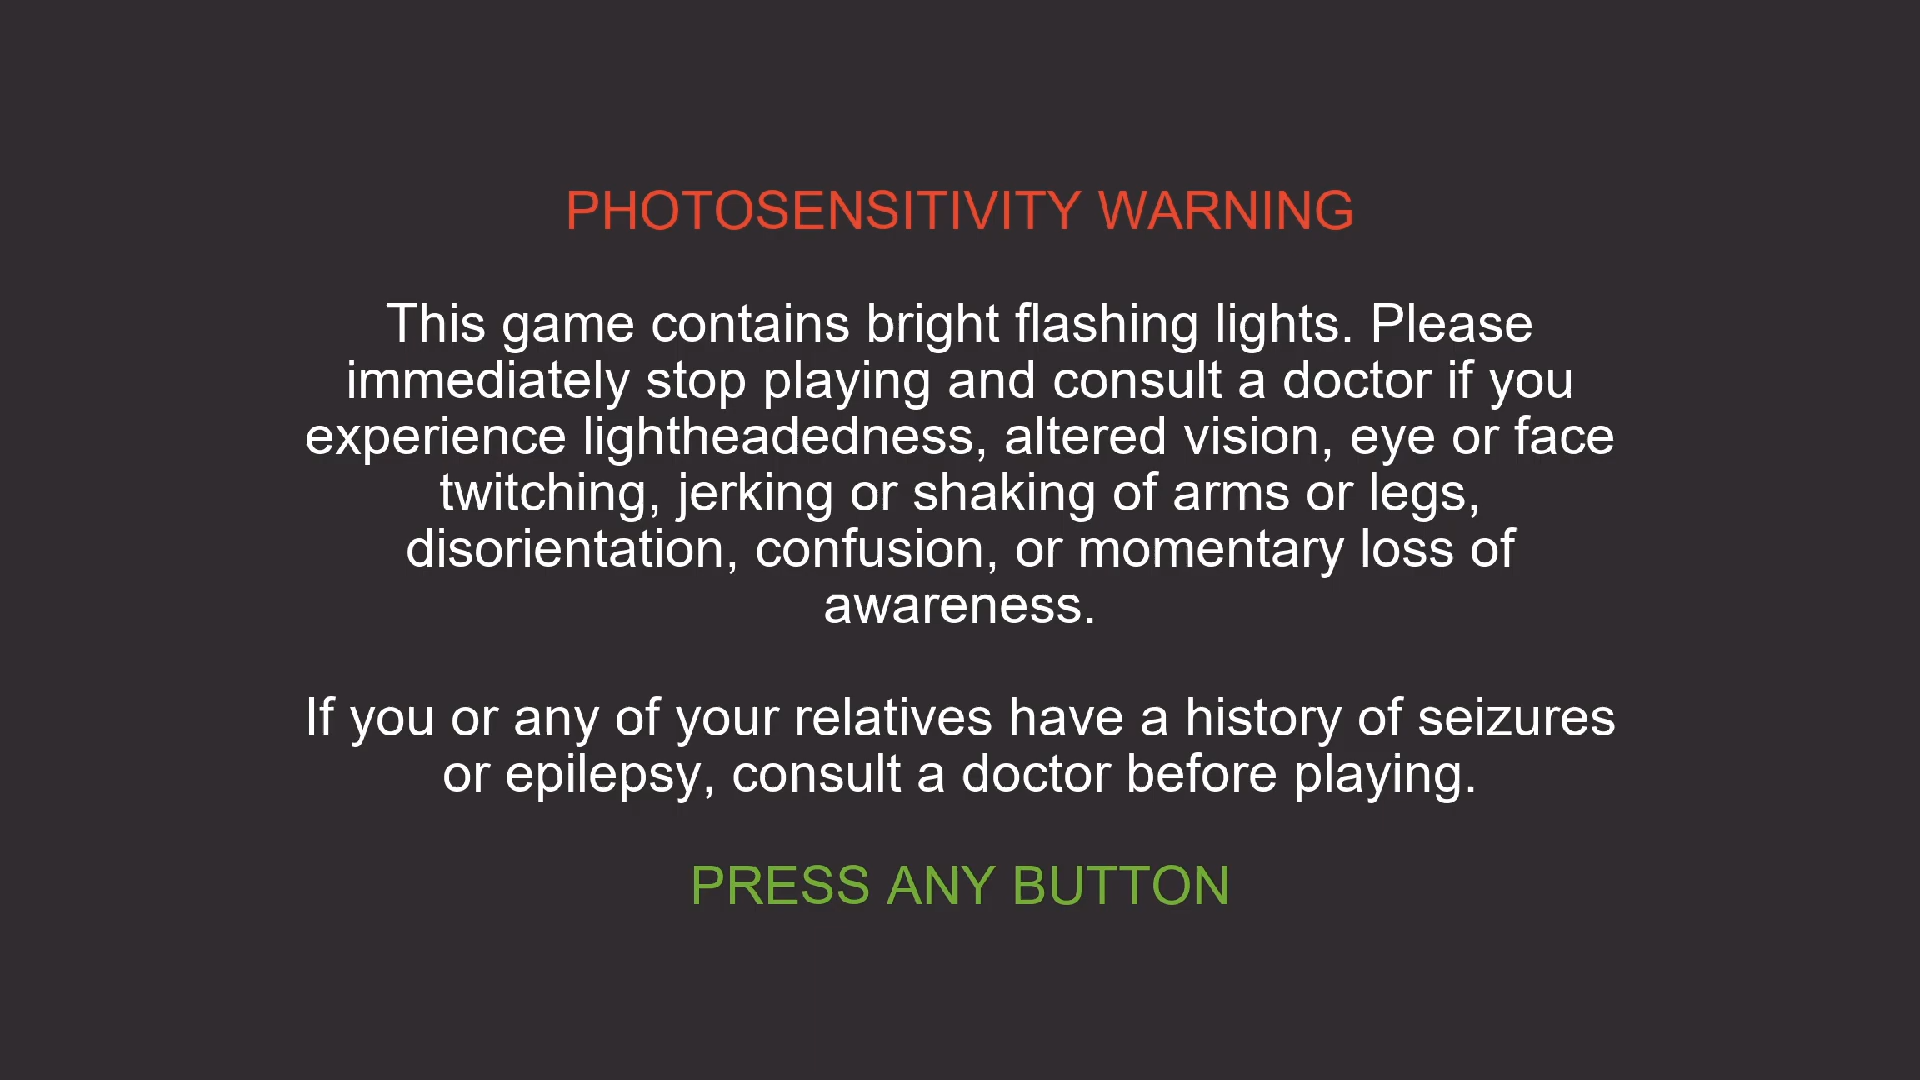 PHOTOSENSITIVITY WARNING
This game contains bright flashing lights. Please
immediately stop playing and consult a doctor if you
experience lightheadedness, altered vision, eye or face
twitching, jerking or shaking of arms or legs,
disorientation, confusion, or momentary loss of
awareness.
If you or any of your relatives have a history of seizures
or epilepsy, consult a doctor before playing.
PRESS ANY BUTTON